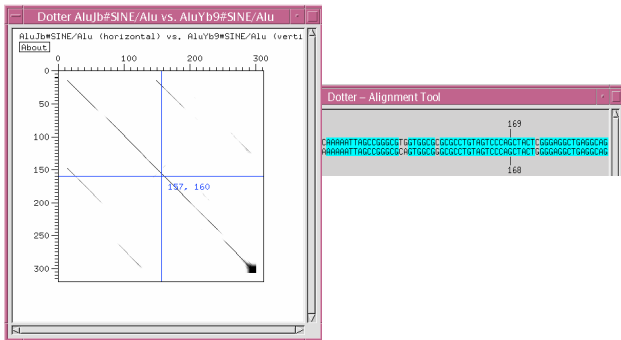 Dotter AluJb#SINE/Alu vs. AluYb9#SINE/Alu
AluJb#SINE/Alu (horizontal) vs. AluYb9#SINE/Alu (verti
About
0 100 200 300
0
50
100
150
200
250
300
157, 160
Dotter – Alignment Tool
169
CAAAAATTAGCCGGGCGTGGTGGCGCGCGCCTGTAGTCCCAGCTACTCGGGAGGCTGAGGCAG
AAAAATTAGCCGGGCGCAGTGGCGGGCGCCTGTAGTCCCAGCTACTGGGGAGGCTGAGGCAG
168